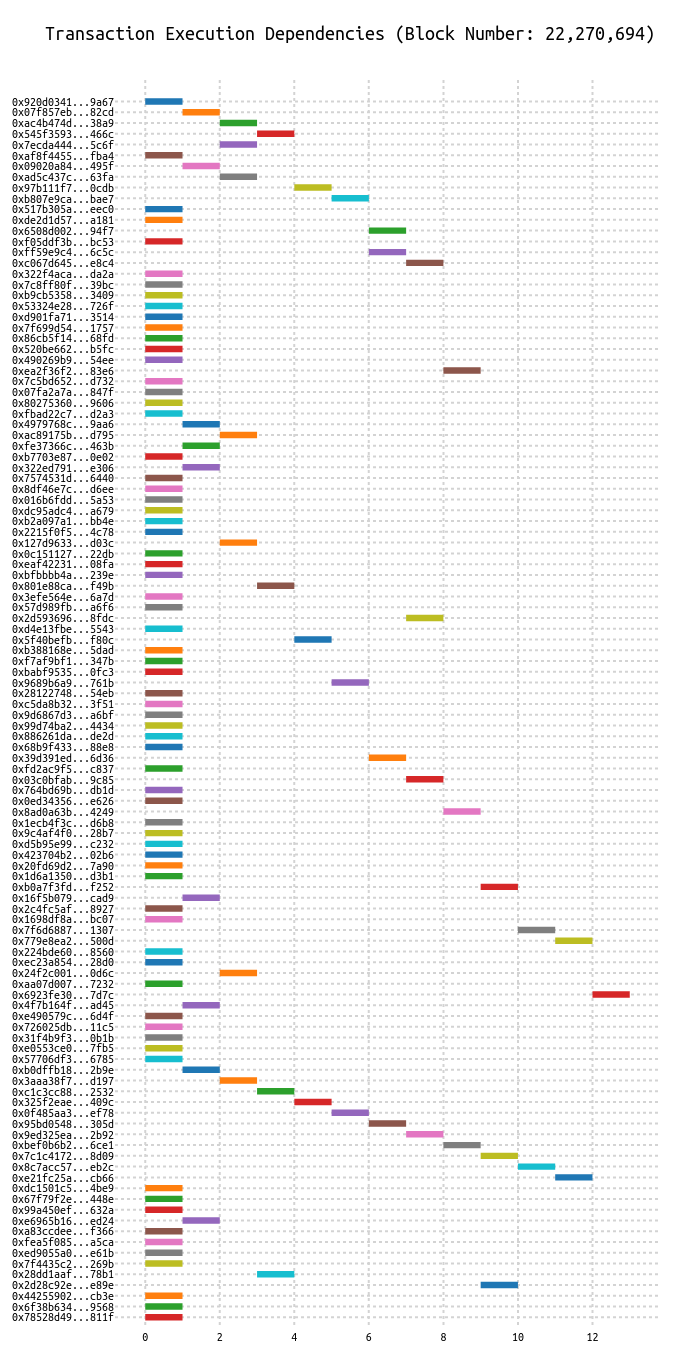 Transaction Execution Dependencies (Block Number: 22,270,694)
0x920d0341...9a67
0x07f857eb...82cd
0xac4b474d...38a9
0x545f3593...466c
0x7ecda444...5c6f
0xaf8f4455...fba4
0x09020a84...495f
0xad5c437c...63fa
0x97b111f7...0cdb
0xb807e9ca...bae7
0x517b305a...eec0
0xde2d1d57...a181
0x6508d002...94f7
0xf05ddf3b...bc53
0xff59e9c4...6c5c
0xc067d645...e8c4
0x322f4aca...da2a
0x7c8ff80f...39bc
0xb9cb5358...3409
0x53324e28...726f
0xd901fa71...3514
0x7f699d54...1757
0x86cb5f14...68fd
0x520be662...b5fc
0x490269b9...54ee
0xea2f36f2...83e6
0x7c5bd652...d732
0x07fa2a7a...847f
0x80275360...9606
0xfbad22c7...d2a3
0x4979768c...9aa6
0xac89175b...d795
0xfe37366c...463b
0xb7703e87...0e02
0x322ed791...e306
0x7574531d...6440
0x8df46e7c...d6ee
0x016b6fdd...5a53
0xdc95adc4...a679
0xb2a097a1...bb4e
0x2215f0f5...4c78
0x127d9633...d03c
0x0c151127...22db
0xeaf42231...08fa
0xbfbbbb4a...239e
0x801e88ca...f49b
0x3efe564e...6a7d
0x57d989fb...a6f6
0x2d593696...8fdc
0xd4e13fbe...5543
0x5f40befb...f80c
0xb388168e...5dad
0xf7af9bf1...347b
0xbabf9535...0fc3
0x9689b6a9...761b
0x28122748...54eb
0xc5da8b32...3f51
0x9d6867d3...a6bf
0x99d74ba2...4434
0x886261da...de2d
0x68b9f433...88e8
0x39d391ed...6d36
0xfd2ac9f5...c837
0x03c0bfab...9c85
0x764bd69b...db1d
0x0ed34356...e626
0x8ad0a63b...4249
0x1ecb4f3c...d6b8
0x9c4af4f0...28b7
0xd5b95e99...c232
0x423704b2...02b6
0x20fd69d2...7a90
0x1d6a1350...d3b1
0xb0a7f3fd...f252
0x16f5b079...cad9
0x2c4fc5af...8927
0x1698df8a...bc07
0x7f6d6887...1307
0x779e8ea2...500d
0x224bde60...8560
0xec23a854...28d0
0x24f2c001...0d6c
0xaa07d007...7232
0x6923fe30...7d7c
0x4f7b164f...ad45
0xe490579c...6d4f
0x726025db...11c5
0x31f4b9f3...0b1b
0xe0553ce0...7fb5
0x57706df3...6785
0xb0dffb18...2b9e
0x3aaa38f7...d197
0xc1c3cc88...2532
0x325f2eae...409c
0x0f485aa3...ef78
0x95bd0548...305d
0x9ed325ea...2b92
0xbef0b6b2...6ce1
0x7c1c4172...8d09
0x8c7acc57...eb2c
0xe21fc25a...cb66
0xdc1501c5...4be9
0x67f79f2e...448e
0x99a450ef...632a
0xe6965b16...ed24
0xa83ccdee...f366
0xfea5f085...a5ca
0xed9055a0...e61b
0x7f4435c2...269b
0x28dd1aaf...78b1
0x2d28c92e...e89e
0x44255902...cb3e
0x6f38b634...9568
0x78528d49...811f
0 2 4 6 8 10 12